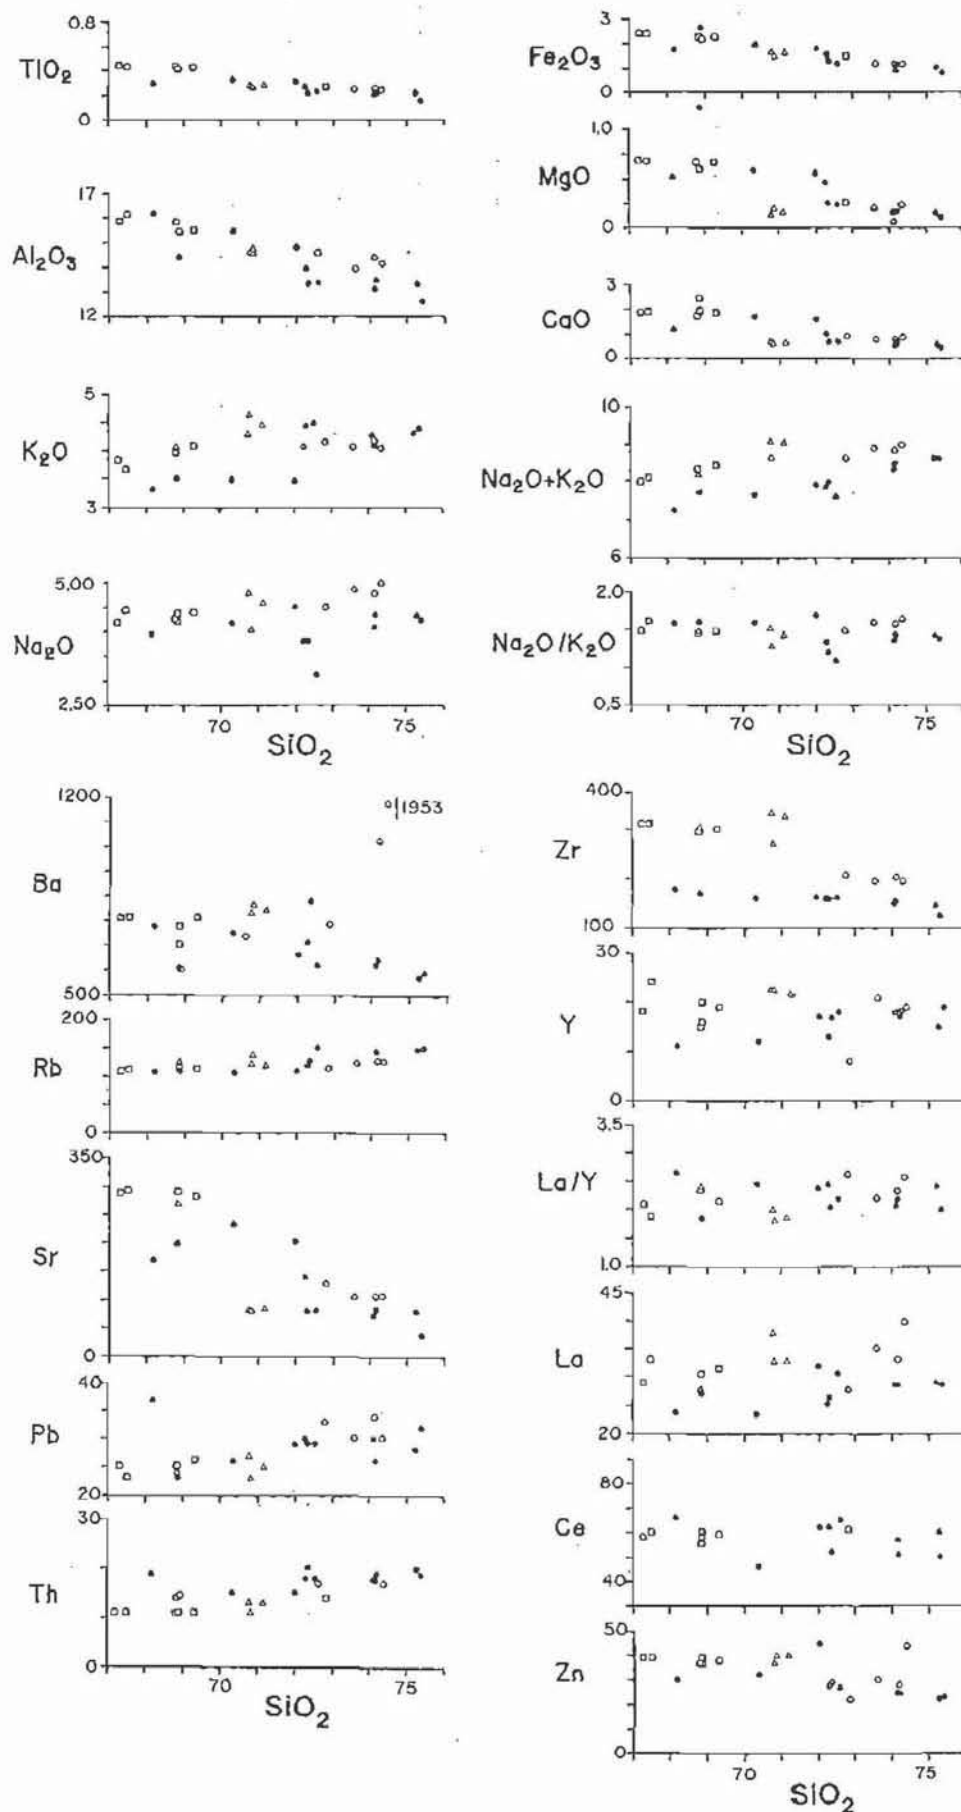 0.8
TiO2
0
17
Al2O3
12
5
K2O
3
5.00
Na2O
2.50
70
75
SiO2
3
Fe2O3
0
1.0
MgO
0
3
CaO
0
10
Na2O+K2O
6
2.0
Na2O/K2O
0.5
70
75
SiO2
1200
1953
Ba
500
200
Rb
0
350
Sr
0
40
Pb
20
30
Th
0
70
75
SiO2
400
Zr
100
30
Y
0
3.5
La/Y
1.0
45
La
20
80
Ce
40
50
Zn
0
70
75
SiO2